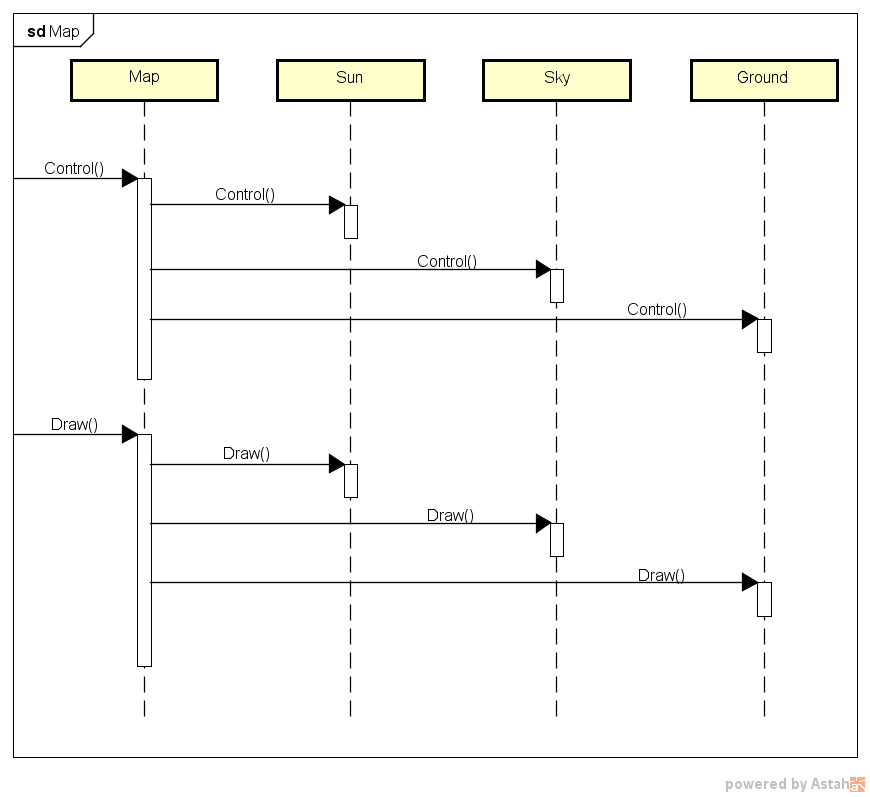 sd Map
Map Sun Sky Ground
Control()
Control()
Control()
Control()
Draw()
Draw()
Draw()
Draw()
powered by Astah